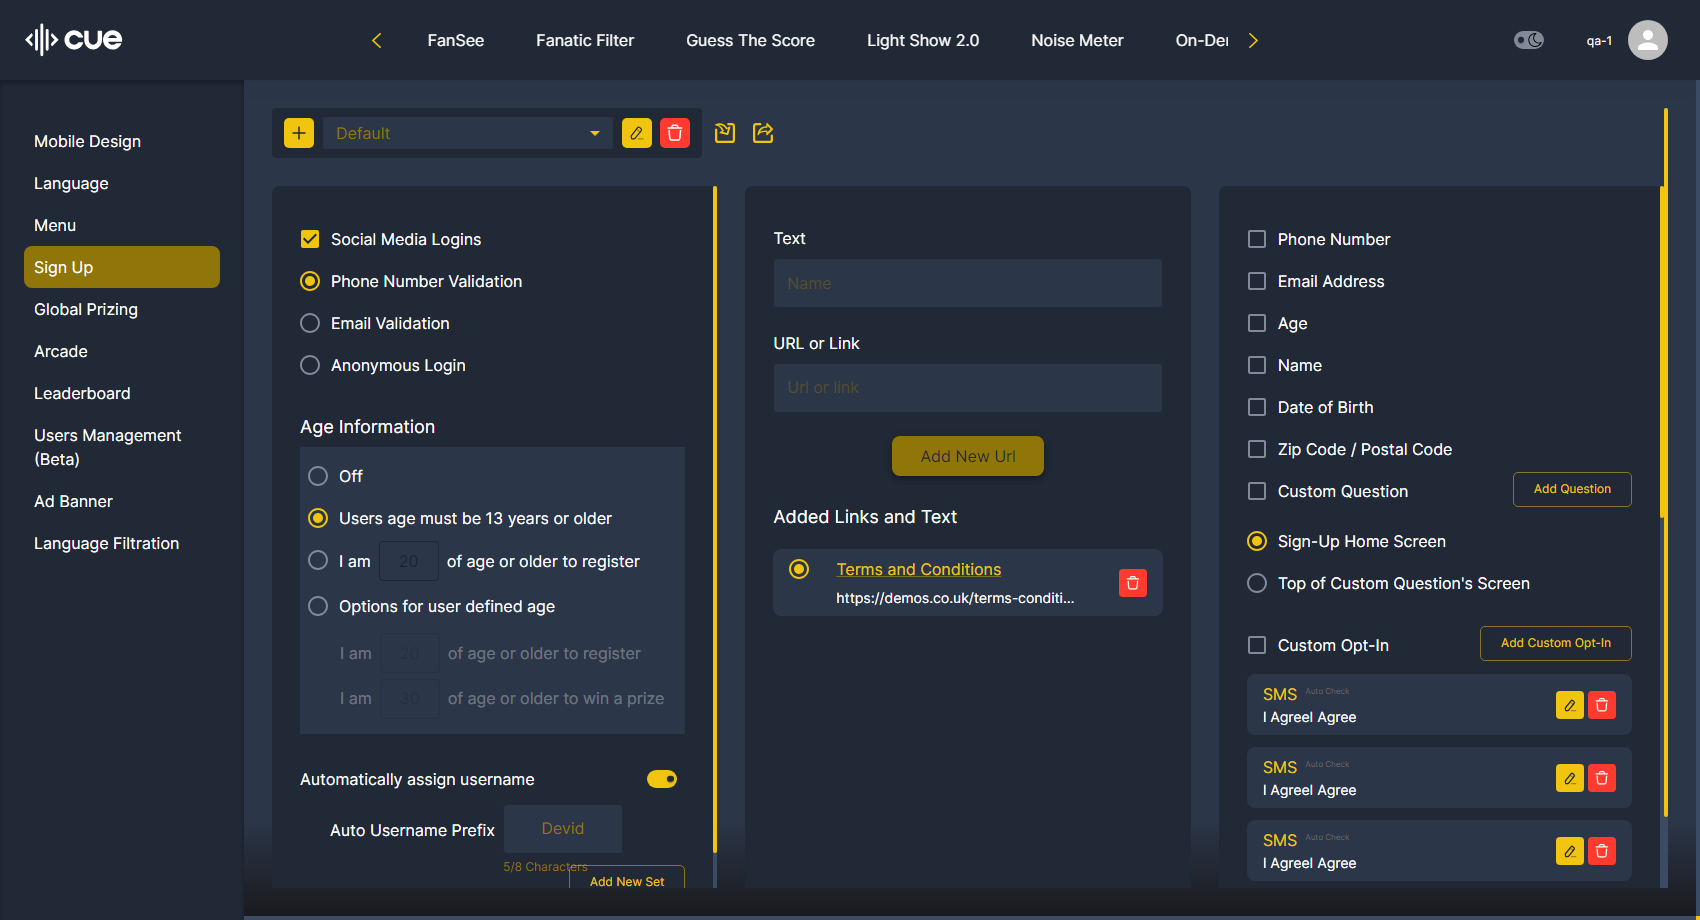 cue
FanSee
Fanatic Filter
Guess The Score
Light Show 2.0
Noise Meter
On-Der
qa-1
Mobile Design
Language
Menu
Sign Up
Global Prizing
Arcade
Leaderboard
Users Management
(Beta)
Ad Banner
Language Filtration
Default
Social Media Logins
Phone Number Validation
Email Validation
Anonymous Login
Age Information
Off
Users age must be 13 years or older
I am 20 of age or older to register
Options for user defined age
I am 20 of age or older to register
I am 30 of age or older to win a prize
Automatically assign username
Auto Username Prefix Devid
5/8 Characters
Add New Set
Text
Name
URL or Link
Url or link
Add New Url
Added Links and Text
Terms and Conditions
https://demos.co.uk/terms-conditi...
Phone Number
Email Address
Age
Name
Date of Birth
Zip Code / Postal Code
Custom Question
Add Question
Sign-Up Home Screen
Top of Custom Question's Screen
Custom Opt-In
Add Custom Opt-In
SMS Auto Check
I AgreeI Agree
SMS Auto Check
I AgreeI Agree
SMS Auto Check
I AgreeI Agree